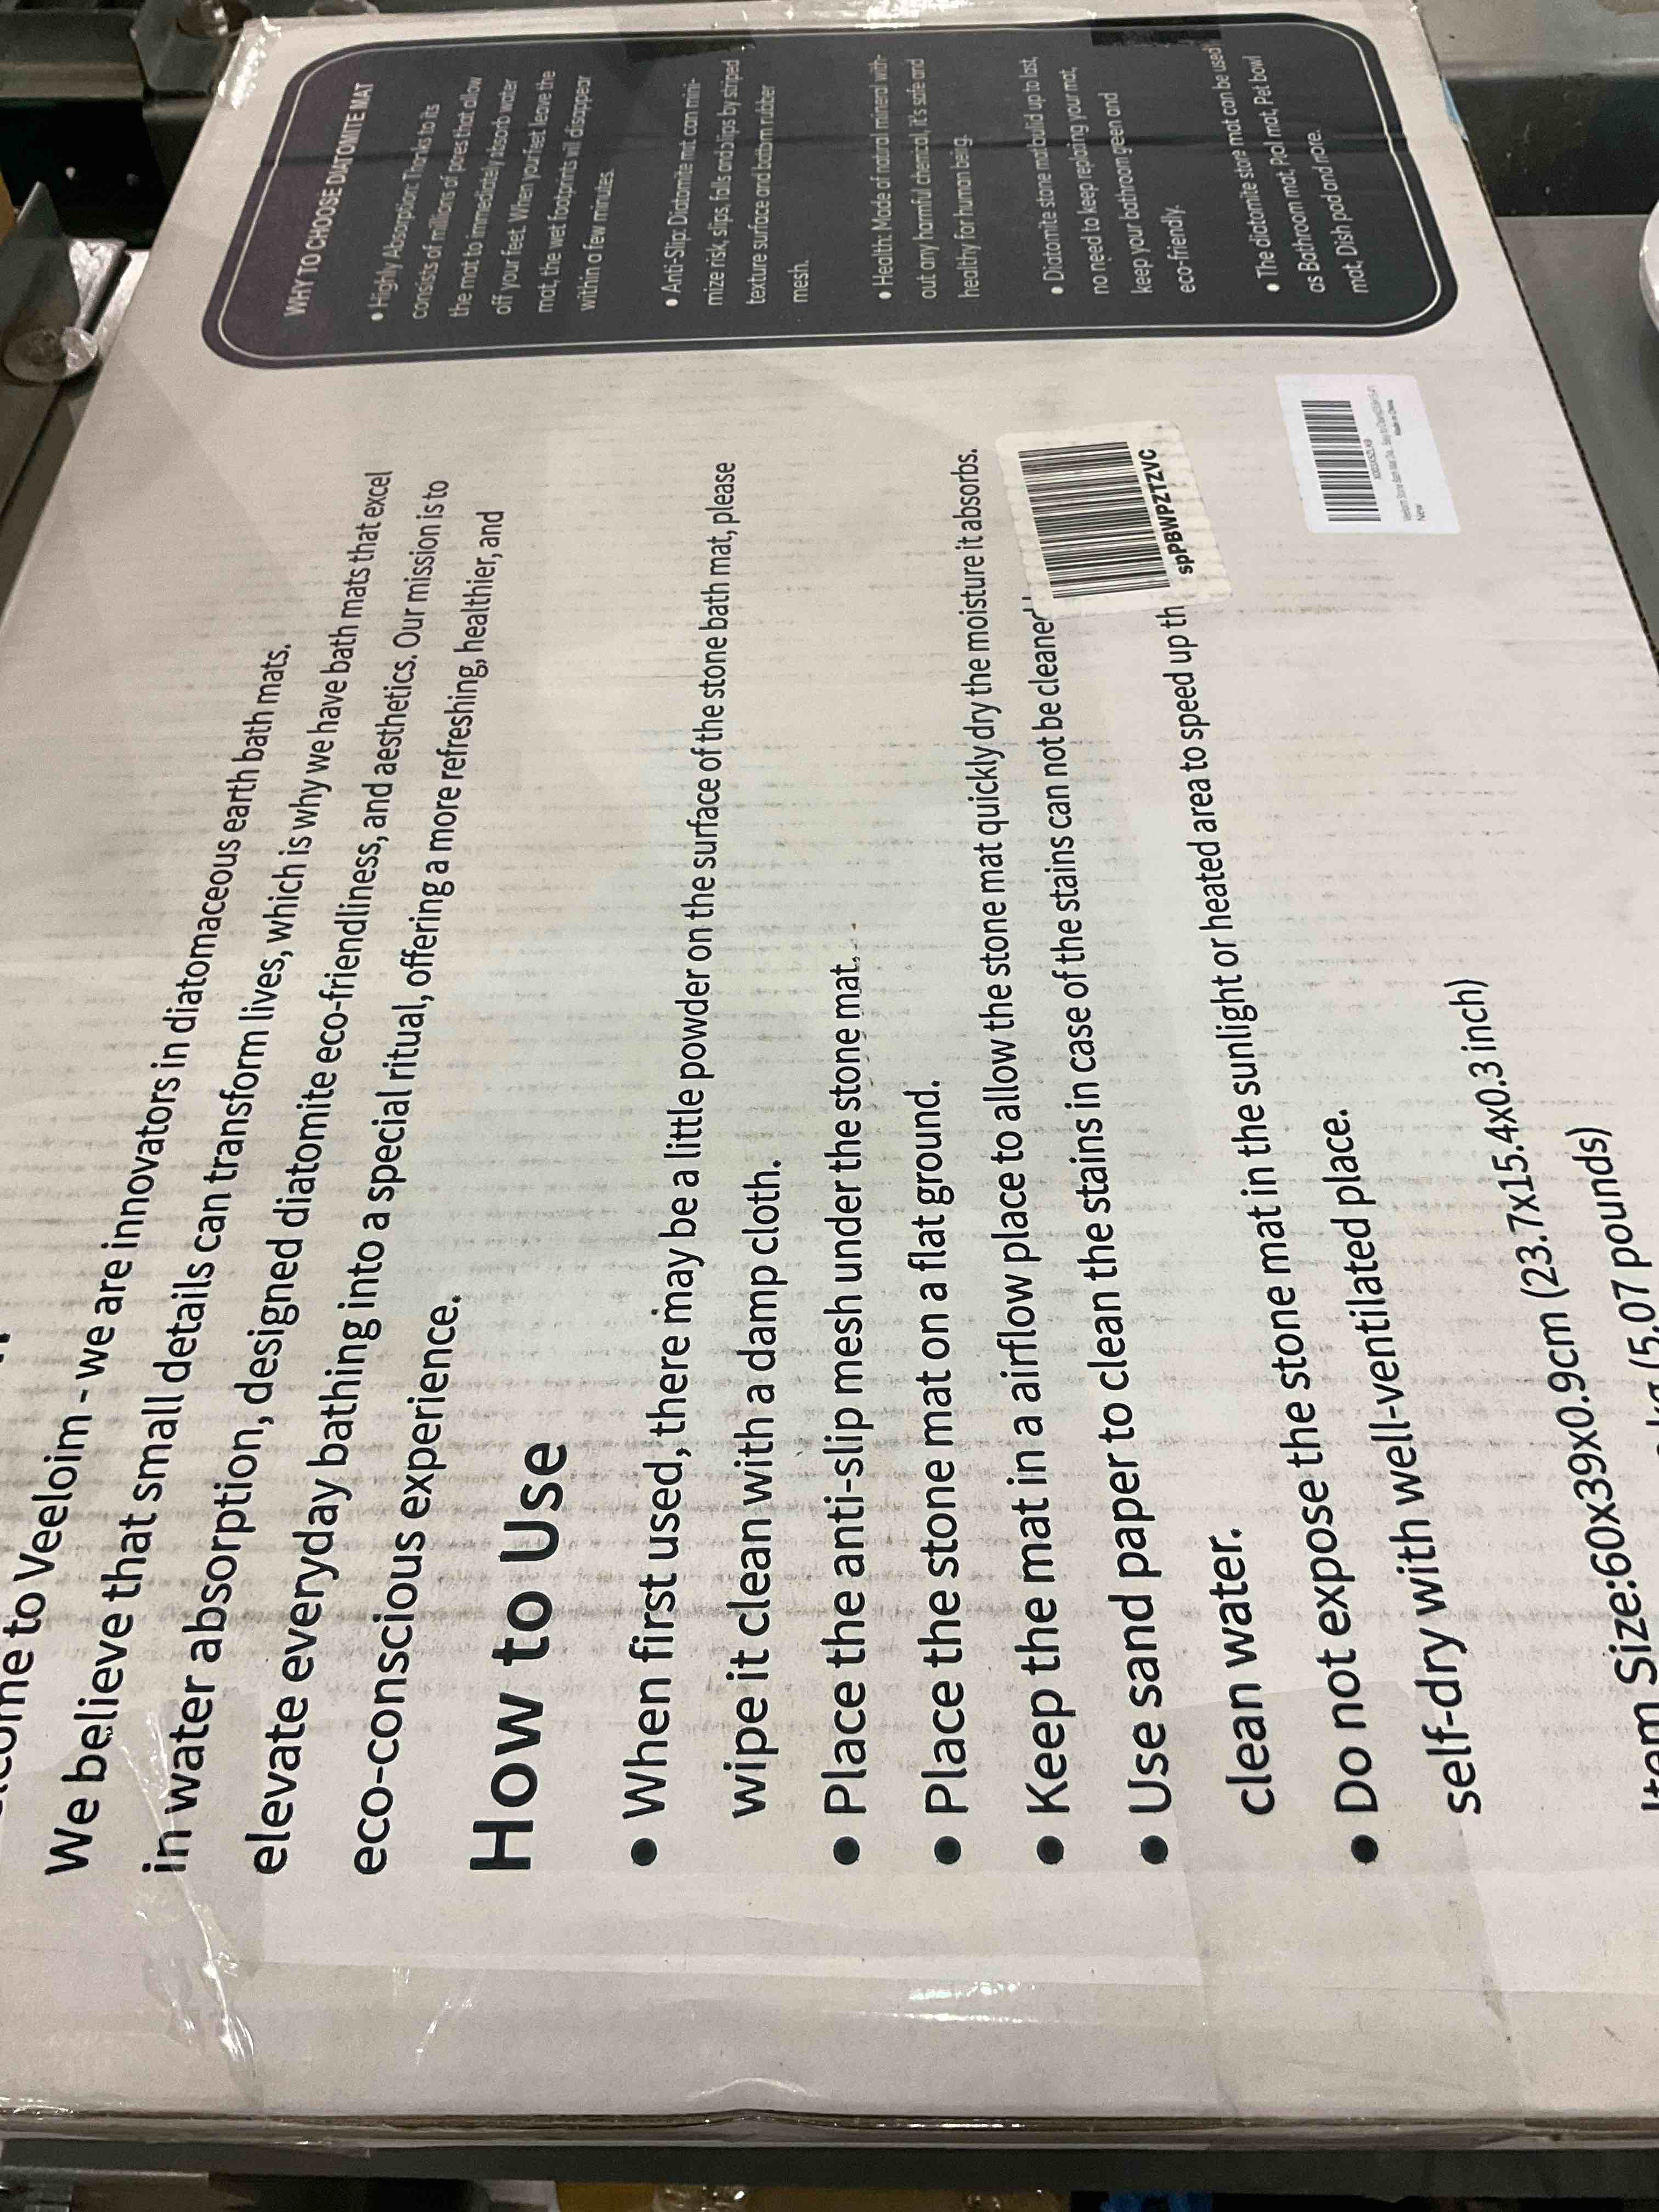 to Veeloim - we are innovators in diatomaceous earth bath mats.
We believe that small details can transform lives, which is why we have bath mats that excel
in water absorption, designed diatomite eco-friendliness, and aesthetics. Our mission is to
elevate everyday bathing into a special ritual, offering a more refreshing, healthier, and
eco-conscious experience.
How to Use
● When first used, there may be a little powder on the surface of the stone bath mat, please
wipe it clean with a damp cloth.
● Place the anti-slip mesh under the stone mat.
● Place the stone mat on a flat ground.
● Keep the mat in a airflow place to allow the stone mat quickly dry the moisture it absorbs.
● Use sand paper to clean the stains in case of the stains can not be cleaned
clean water.
● Do not expose the stone mat in the sunlight or heated area to speed up
self-dry with well-ventilated place.
Item Size:60x39x0.9cm (23.7x15.4x0.3 inch)
(5.07 pounds)
spPBWPZTZVC
New
Made in China
WHY TO CHOOSE DIATOMITE MAT
● Highly Absorption: Thanks to its
consists of millions of pores that allow
the mat to immediately absorb water
off your feet. When your feet leave the
mat, the wet footprints will disappear
within a few minutes.
● Anti-Slip: Diatomite mat can mini-
mize risk, slips, falls and slips by striped
texture surface and bottom rubber
mesh.
● Health: Made of natural mineral with-
out any harmful chemical, it's safe and
healthy for human being.
● Diatomite stone mat build up to last,
no need to keep replacing your mat,
keep your bathroom green and
eco-friendly.
● The diatomite stone mat can be used
as Bathroom mat, Pool mat, Pet bowl
mat, Dish pad and more.